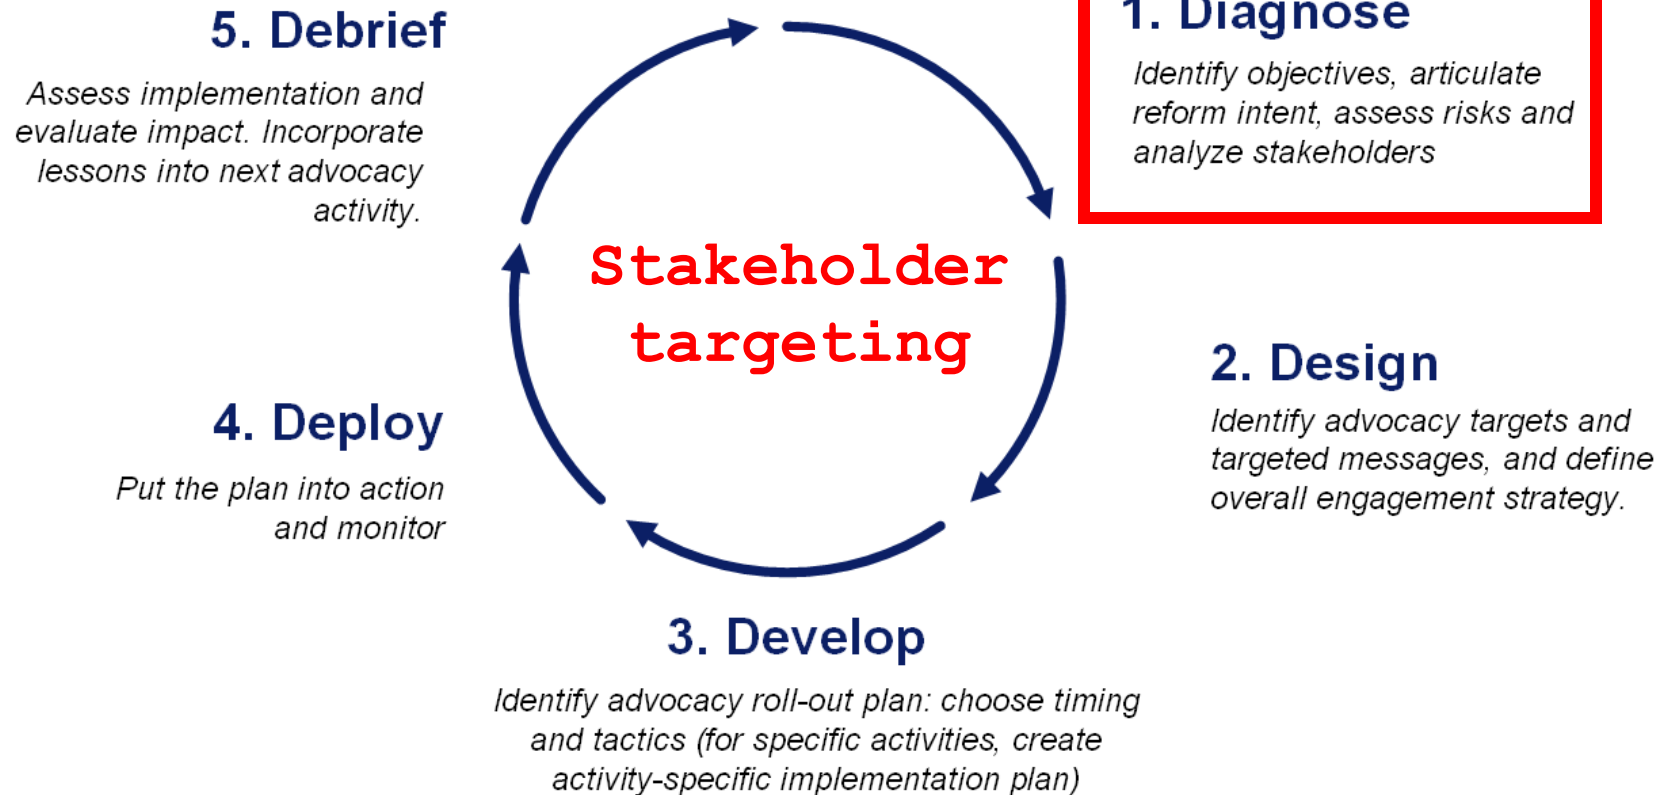 5. Debrief
Assess implementation and
evaluate impact. Incorporate
lessons into next advocacy
activity.
1. Diagnose
Identify objectives, articulate
reform intent, assess risks and
analyze stakeholders
Stakeholder
targeting
2. Design
Identify advocacy targets and
targeted messages, and define
overall engagement strategy.
4. Deploy
Put the plan into action
and monitor
3. Develop
Identify advocacy roll-out plan: choose timing
and tactics (for specific activities, create
activity-specific implementation plan)